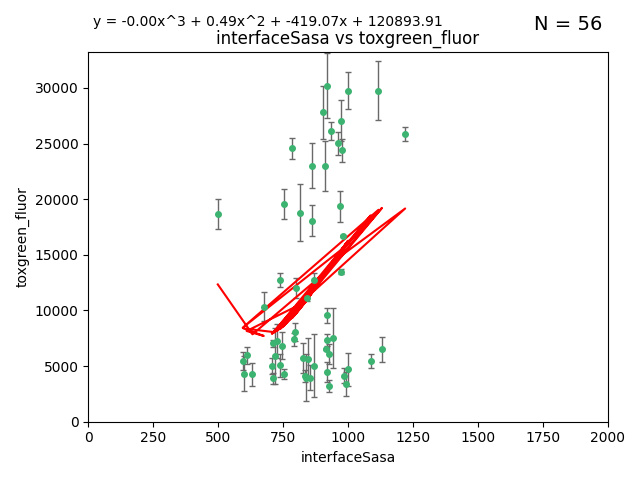 y = -0.00x^3 + 0.49x^2 + -419.07x + 120893.91
N = 56
interfaceSasa vs toxgreen_fluor
toxgreen_fluor
30000
25000
20000
15000
10000
5000
0
0 250 500 750 1000 1250 1500 1750 2000
interfaceSasa